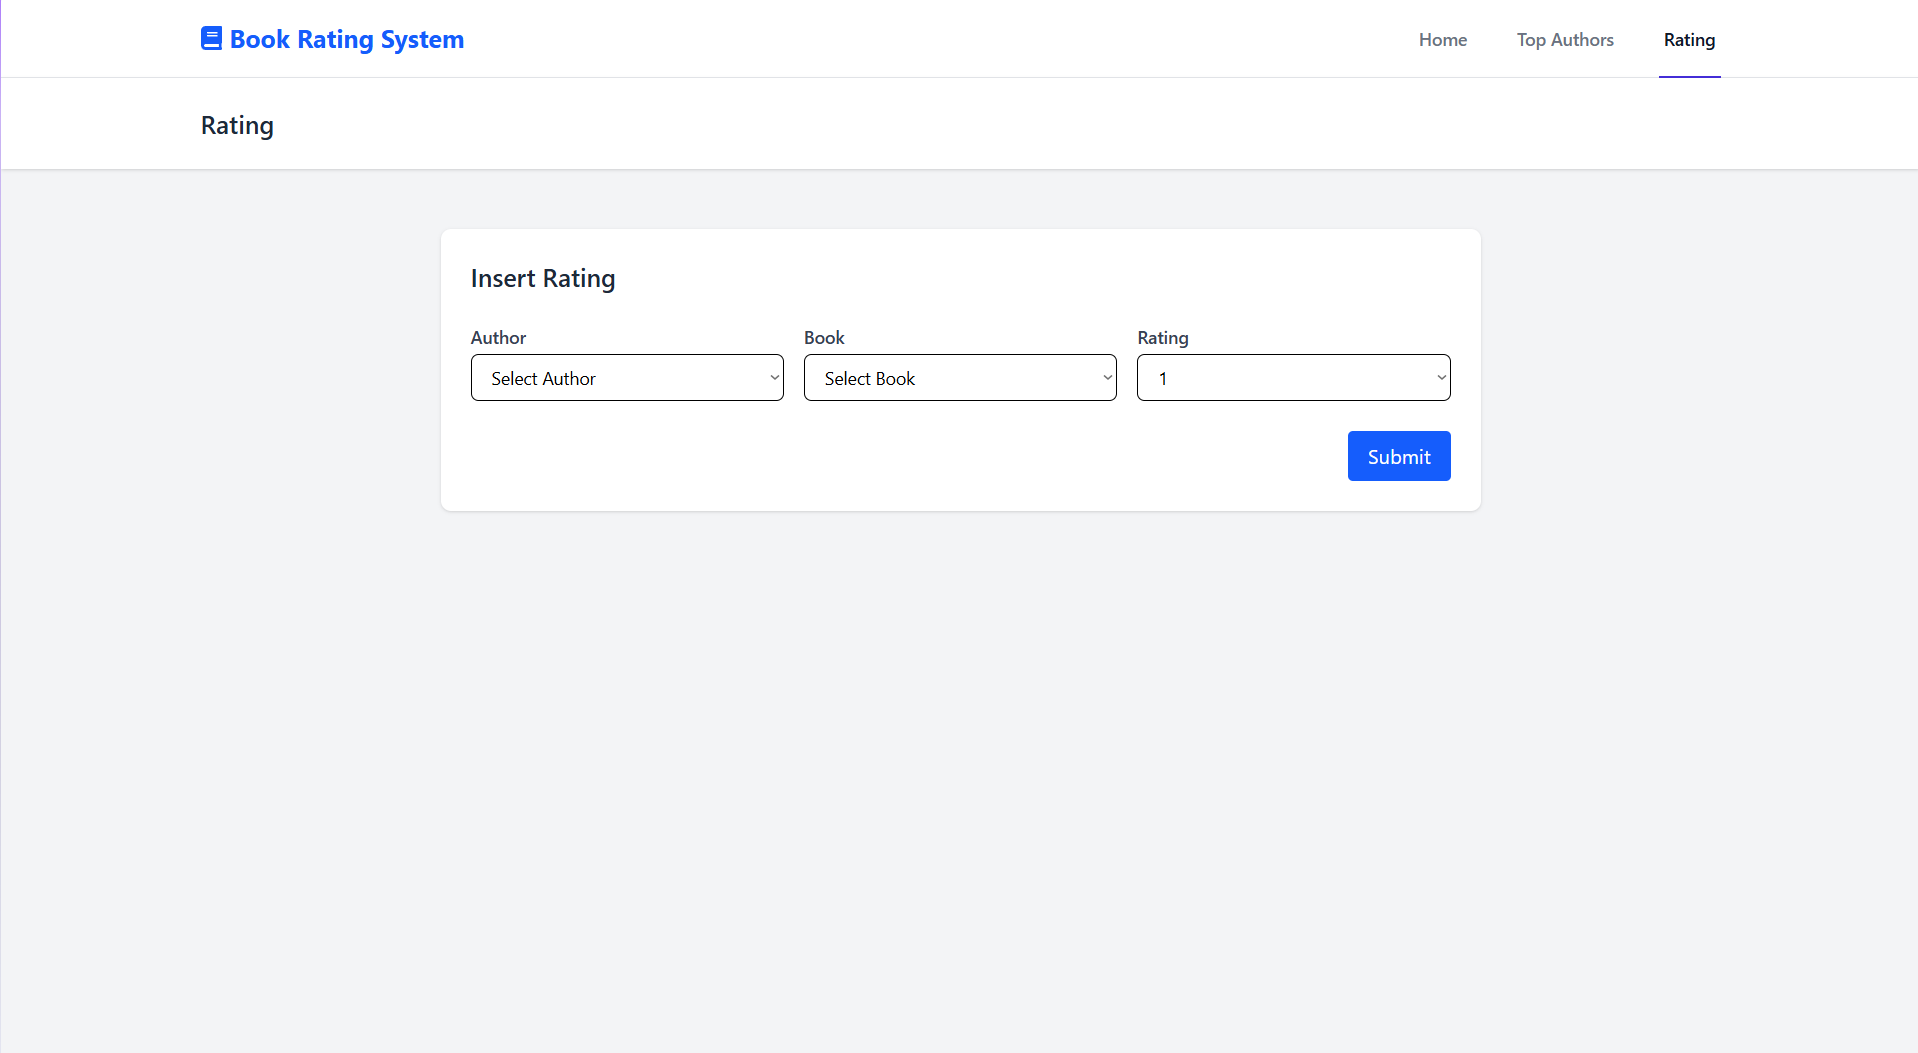 Book Rating System
Home Top Authors Rating
Rating
Insert Rating
Author Book Rating
Select Author Select Book 1
Submit